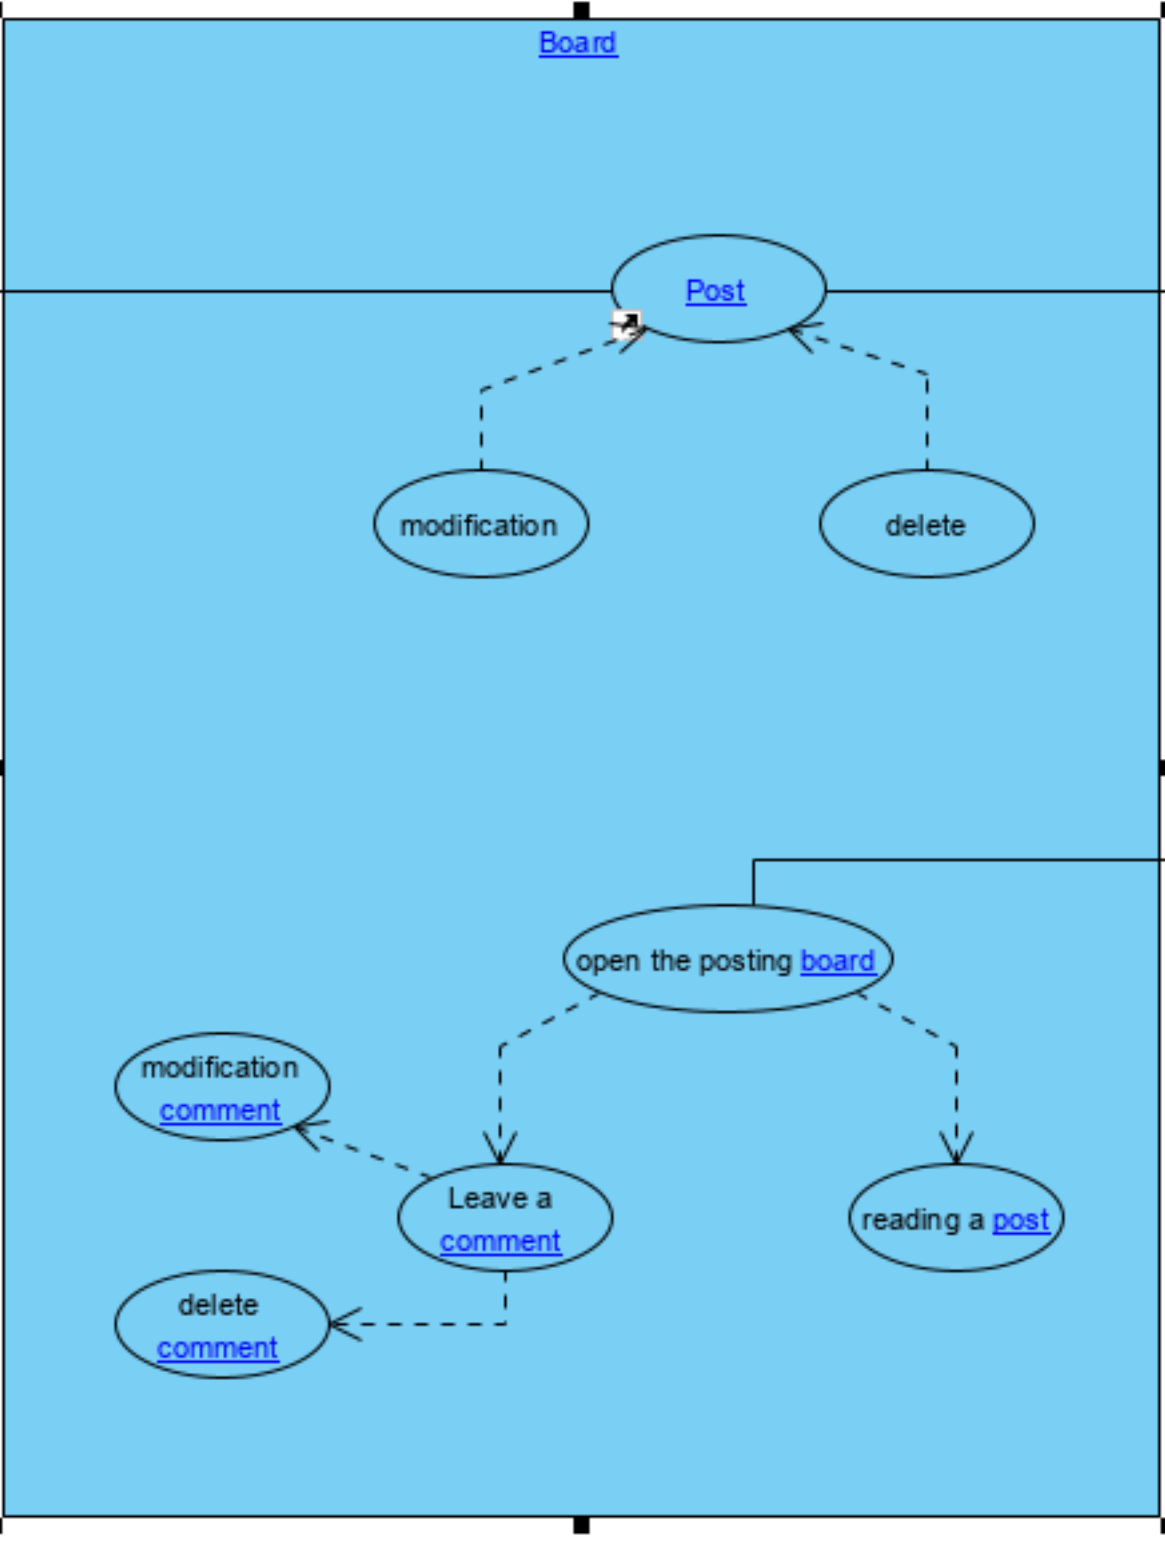 Board
Post
modification
delete
open the posting board
modification
comment
Leave a
comment
reading a post
delete
comment